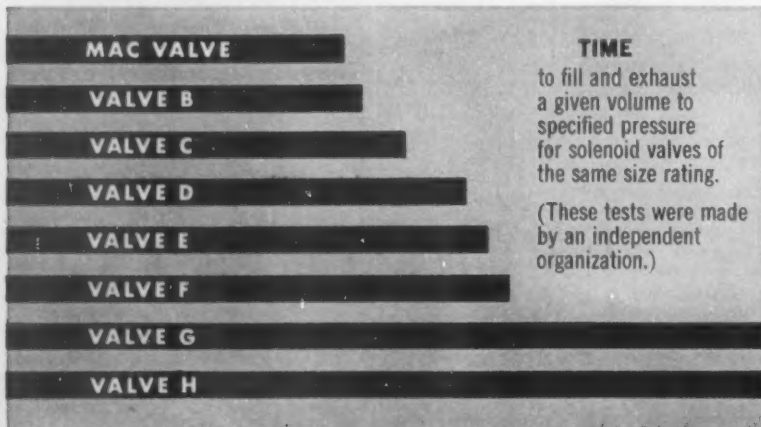 MAC VALVE
VALVE B
VALVE C
VALVE D
VALVE E
VALVE F
VALVE G
VALVE H
TIME
to fill and exhaust
a given volume to
specified pressure
for solenoid valves of
the same size rating.
(These tests were made
by an independent
organization.)